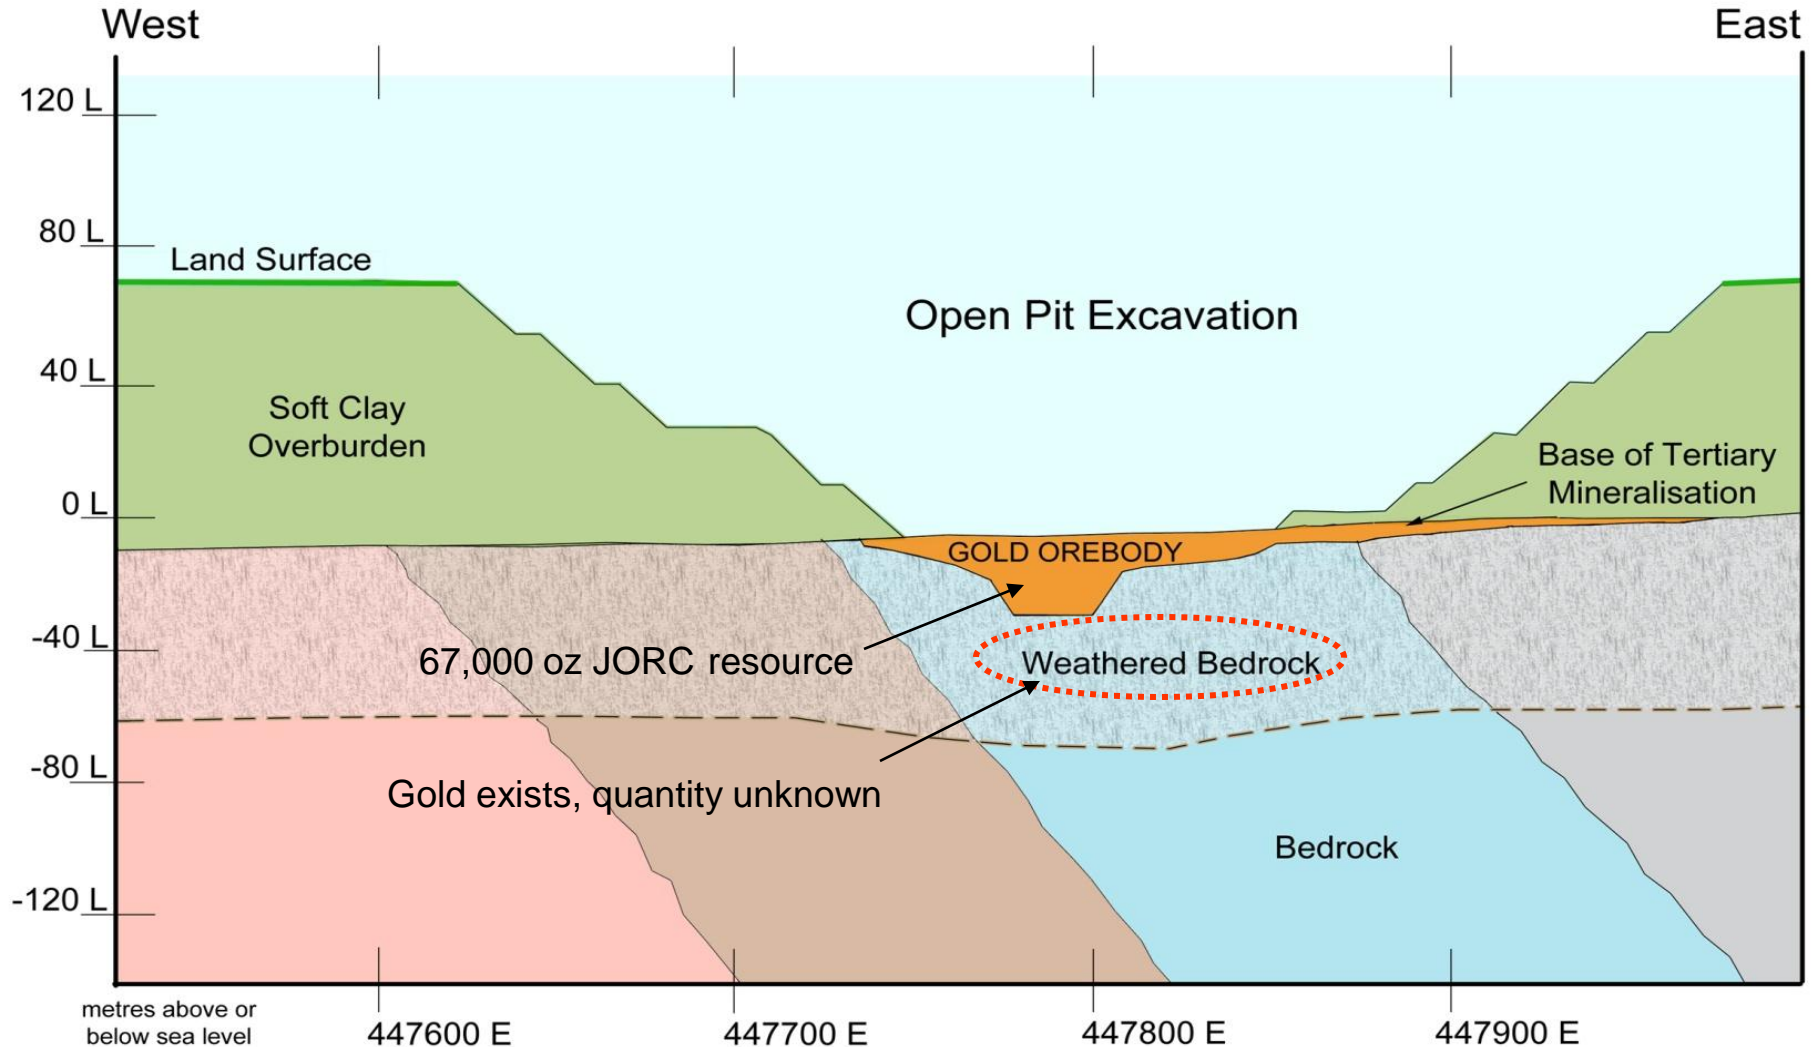 West
East
120 L
80 L
Land Surface
Open Pit Excavation
40 L
Soft Clay
Overburden
Base of Tertiary
Mineralisation
0 L
GOLD OREBODY
-40 L
67,000 oz JORC resource
Weathered Bedrock
-80 L
Gold exists, quantity unknown
Bedrock
-120 L
metres above or
below sea level
447600 E
447700 E
447800 E
447900 E